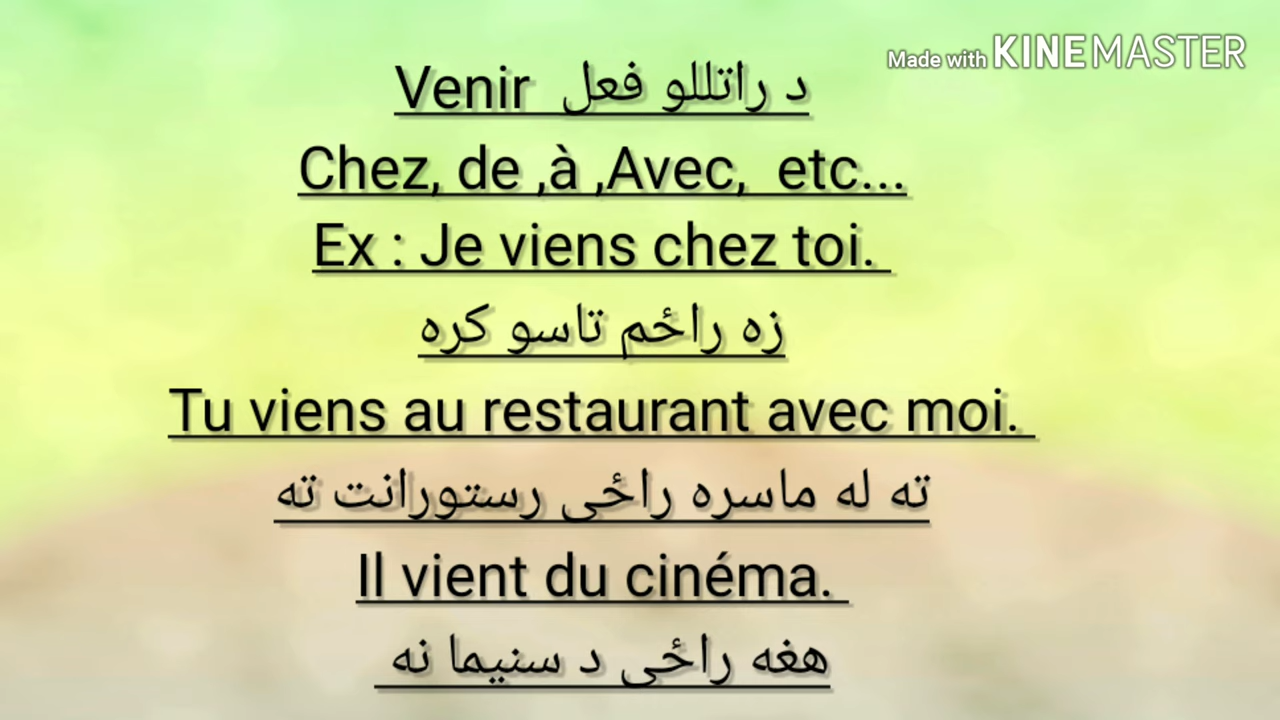 Made with KINEMASTER
Venir د راتللو فعل
Chez, de ,à ,Avec, etc...
Ex : Je viens chez toi.
زه راځم تاسو کره
Tu viens au restaurant avec moi.
ته له ماسره راځی رستورانت ته
Il vient du cinéma.
هغه راځی د سنیما نه